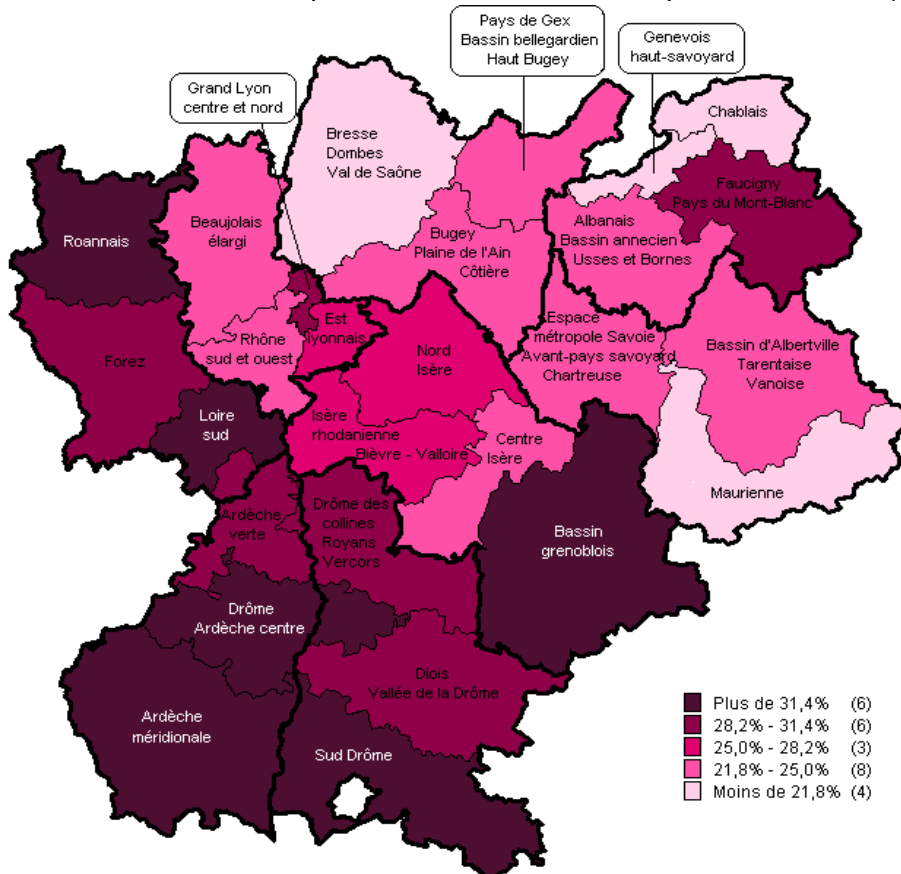 Pays de Gex
Bassin bellegardien
Haut Bugey
Genevois
haut-savoyard
Grand Lyon
centre et nord
Chablais
Bresse
Dombes
Val de Saône
Faucigny
Pays du Mont-Blanc
Roannais
Beaujolais
élargi
Bugey
Plaine de l'Ain
Côtière
Albanais
Bassin annecien
Usses et Bornes
Forez
Rhône
sud et ouest
Est
lyonnais
Nord
Isère
Espace
métropole Savoie
Avant-pays savoyard
Chartreuse
Bassin d'Albertville
Tarentaise
Vanoise
Loire
sud
Isère
rhodanienne
Bièvre - Valloire
Centre
Isère
Maurienne
Ardèche
verte
Drôme des
collines
Royans
Vercors
Bassin
grenoblois
Drôme
Ardèche centre
Diois
Vallée de la Drôme
Ardèche
méridionale
Sud Drôme
Plus de 31,4% (6)
28,2% - 31,4% (6)
25,0% - 28,2% (3)
21,8% - 25,0% (8)
Moins de 21,8% (4)